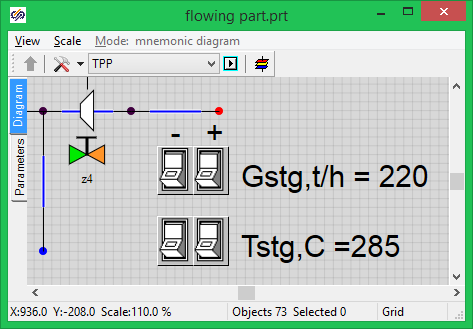 flowing part.prt
View Scale Mode: mnemonic diagram
TPP
Diagram
Parameters
z4
- +
Gstg,t/h = 220
Tstg,C =285
X:936.0 Y:-208.0 Scale:110.0 % Objects 73 Selected 0 Grid